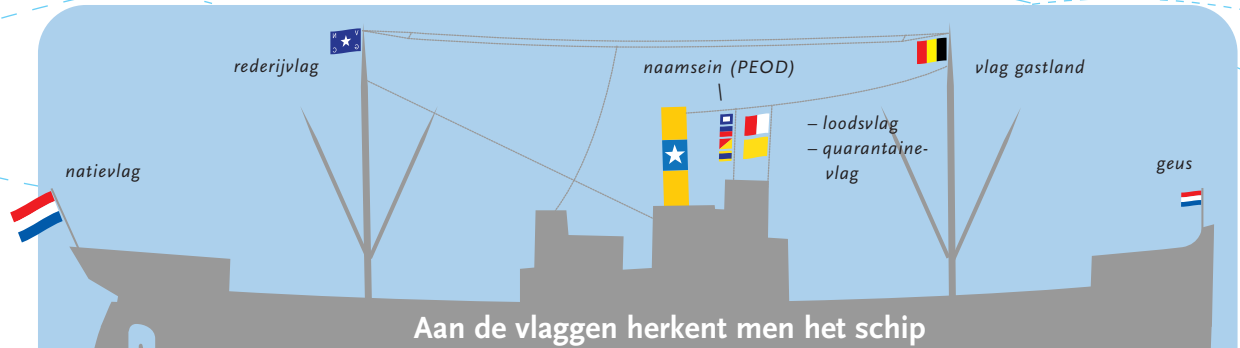 rederijvlag
naamsein (PEOD)
vlag gastland
– loodsvlag
– quarantaine-
vlag
natievlag
geus
Aan de vlaggen herkent men het schip